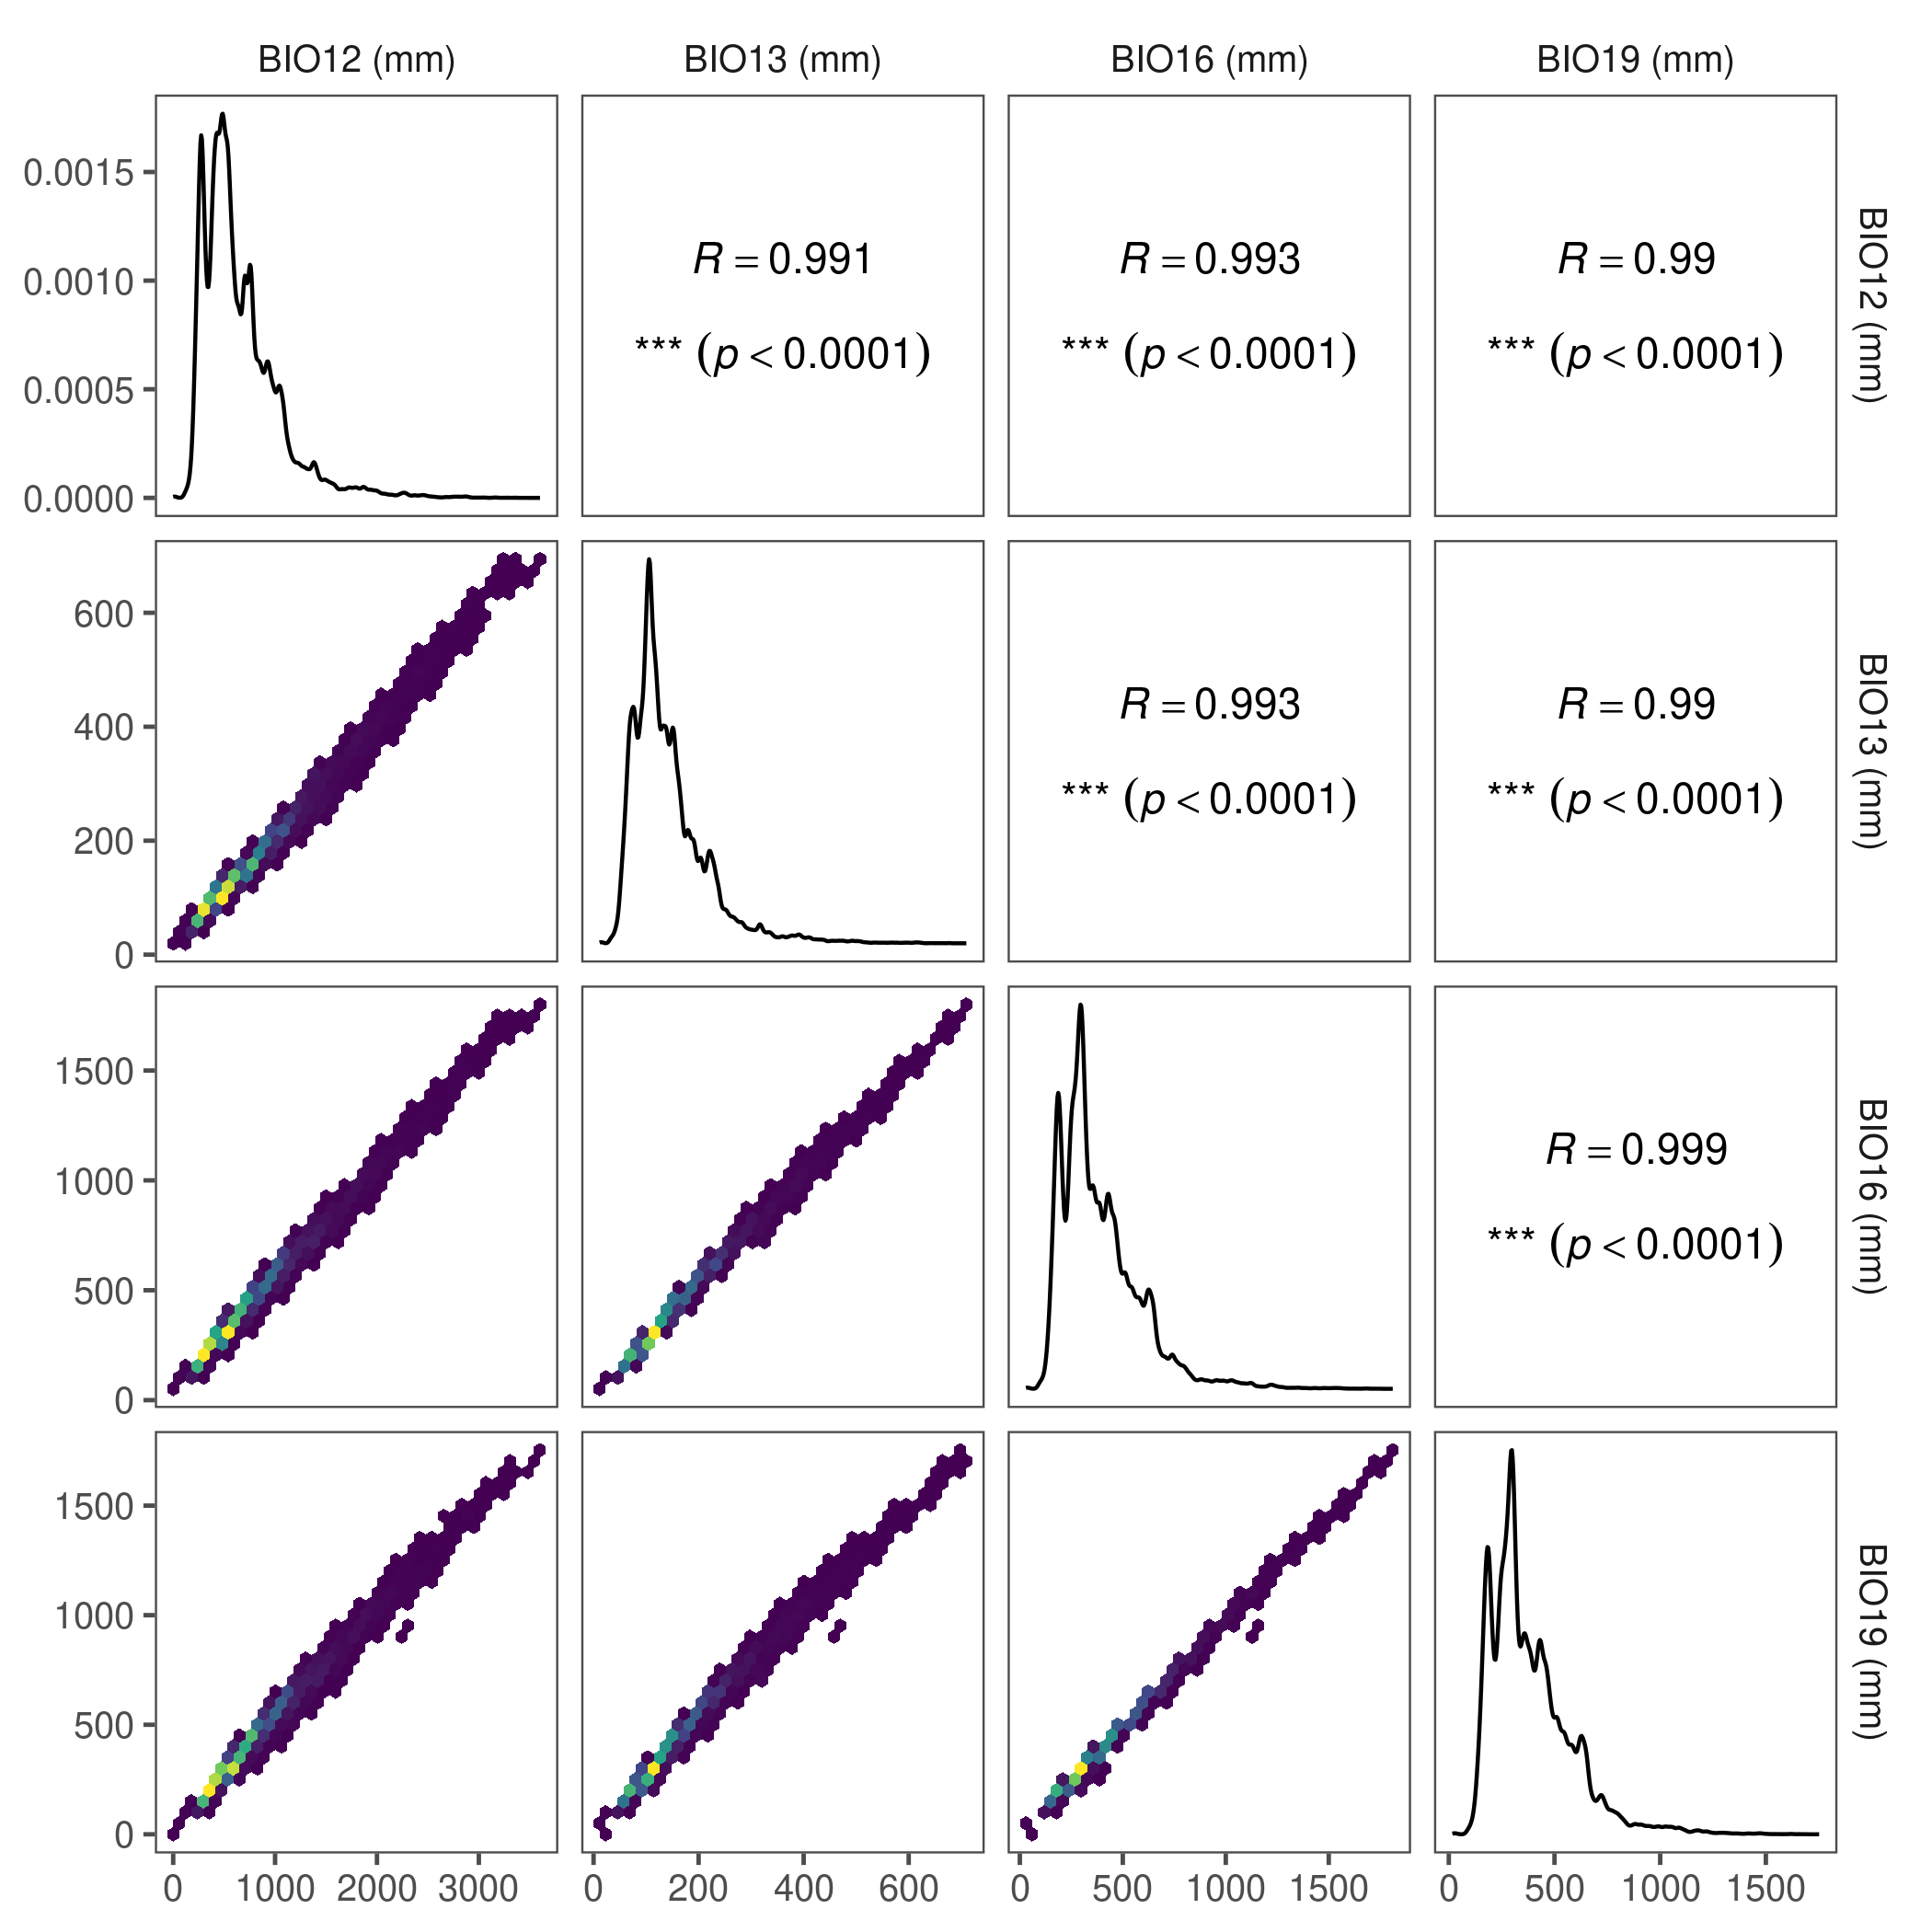 BIO12 (mm) BIO13 (mm) BIO16 (mm) BIO19 (mm)
0.0015
0.0010
0.0005
0.0000
R = 0.991
*** (p < 0.0001)
R = 0.993
*** (p < 0.0001)
R = 0.99
*** (p < 0.0001)
BIO12 (mm)
600
400
200
0
R = 0.993
*** (p < 0.0001)
R = 0.99
*** (p < 0.0001)
BIO13 (mm)
1500
1000
500
0
R = 0.999
*** (p < 0.0001)
BIO16 (mm)
1500
1000
500
0
BIO19 (mm)
0 1000 2000 3000
0 200 400 600
0 500 1000 1500
0 500 1000 1500